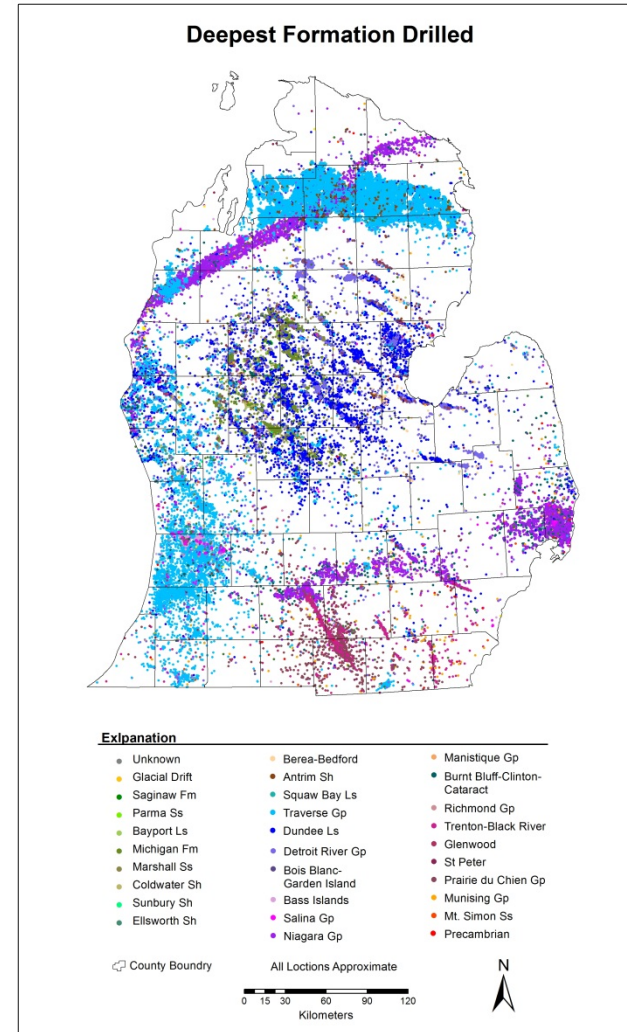 Deepest Formation Drilled
Exlpanation
Unknown
Glacial Drift
Saginaw Fm
Parma Ss
Bayport Ls
Michigan Fm
Marshall Ss
Coldwater Sh
Sunbury Sh
Ellsworth Sh
Berea-Bedford
Antrim Sh
Squaw Bay Ls
Traverse Gp
Dundee Ls
Detroit River Gp
Bois Blanc-
Garden Island
Bass Islands
Salina Gp
Niagara Gp
Manistique Gp
Burnt Bluff-Clinton-
Cataract
Richmond Gp
Trenton-Black River
Glenwood
St Peter
Prairie du Chien Gp
Munising Gp
Mt. Simon Ss
Precambrian
County Boundry
All Loctions Approximate
N
0 15 30 60 90 120
Kilometers